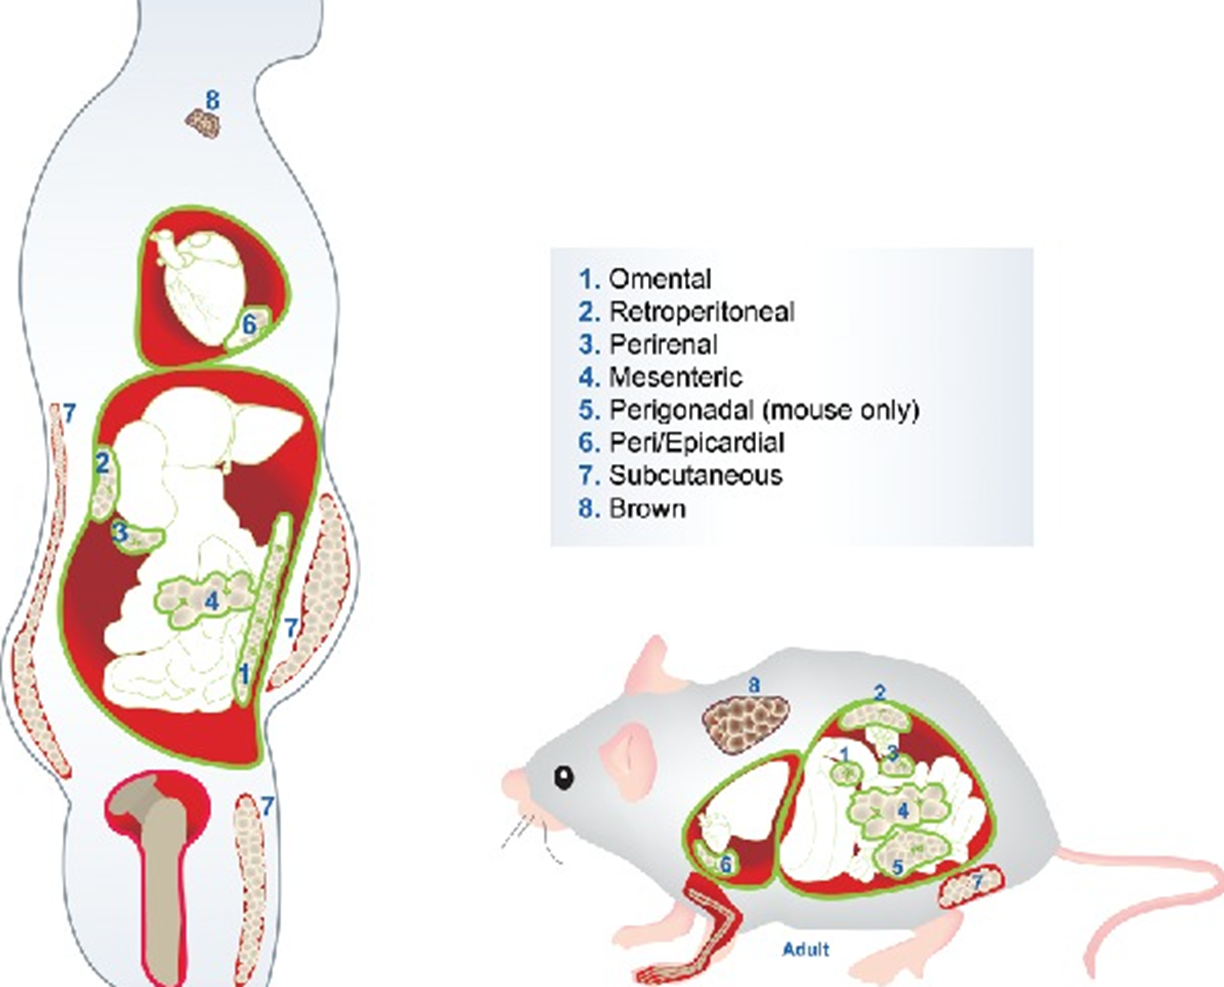 8
6
7
2
3
4
7
1
7
1. Omental
2. Retroperitoneal
3. Perirenal
4. Mesenteric
5. Perigonadal (mouse only)
6. Peri/Epicardial
7. Subcutaneous
8. Brown
8
2
1
3
4
6
5
7
Adult